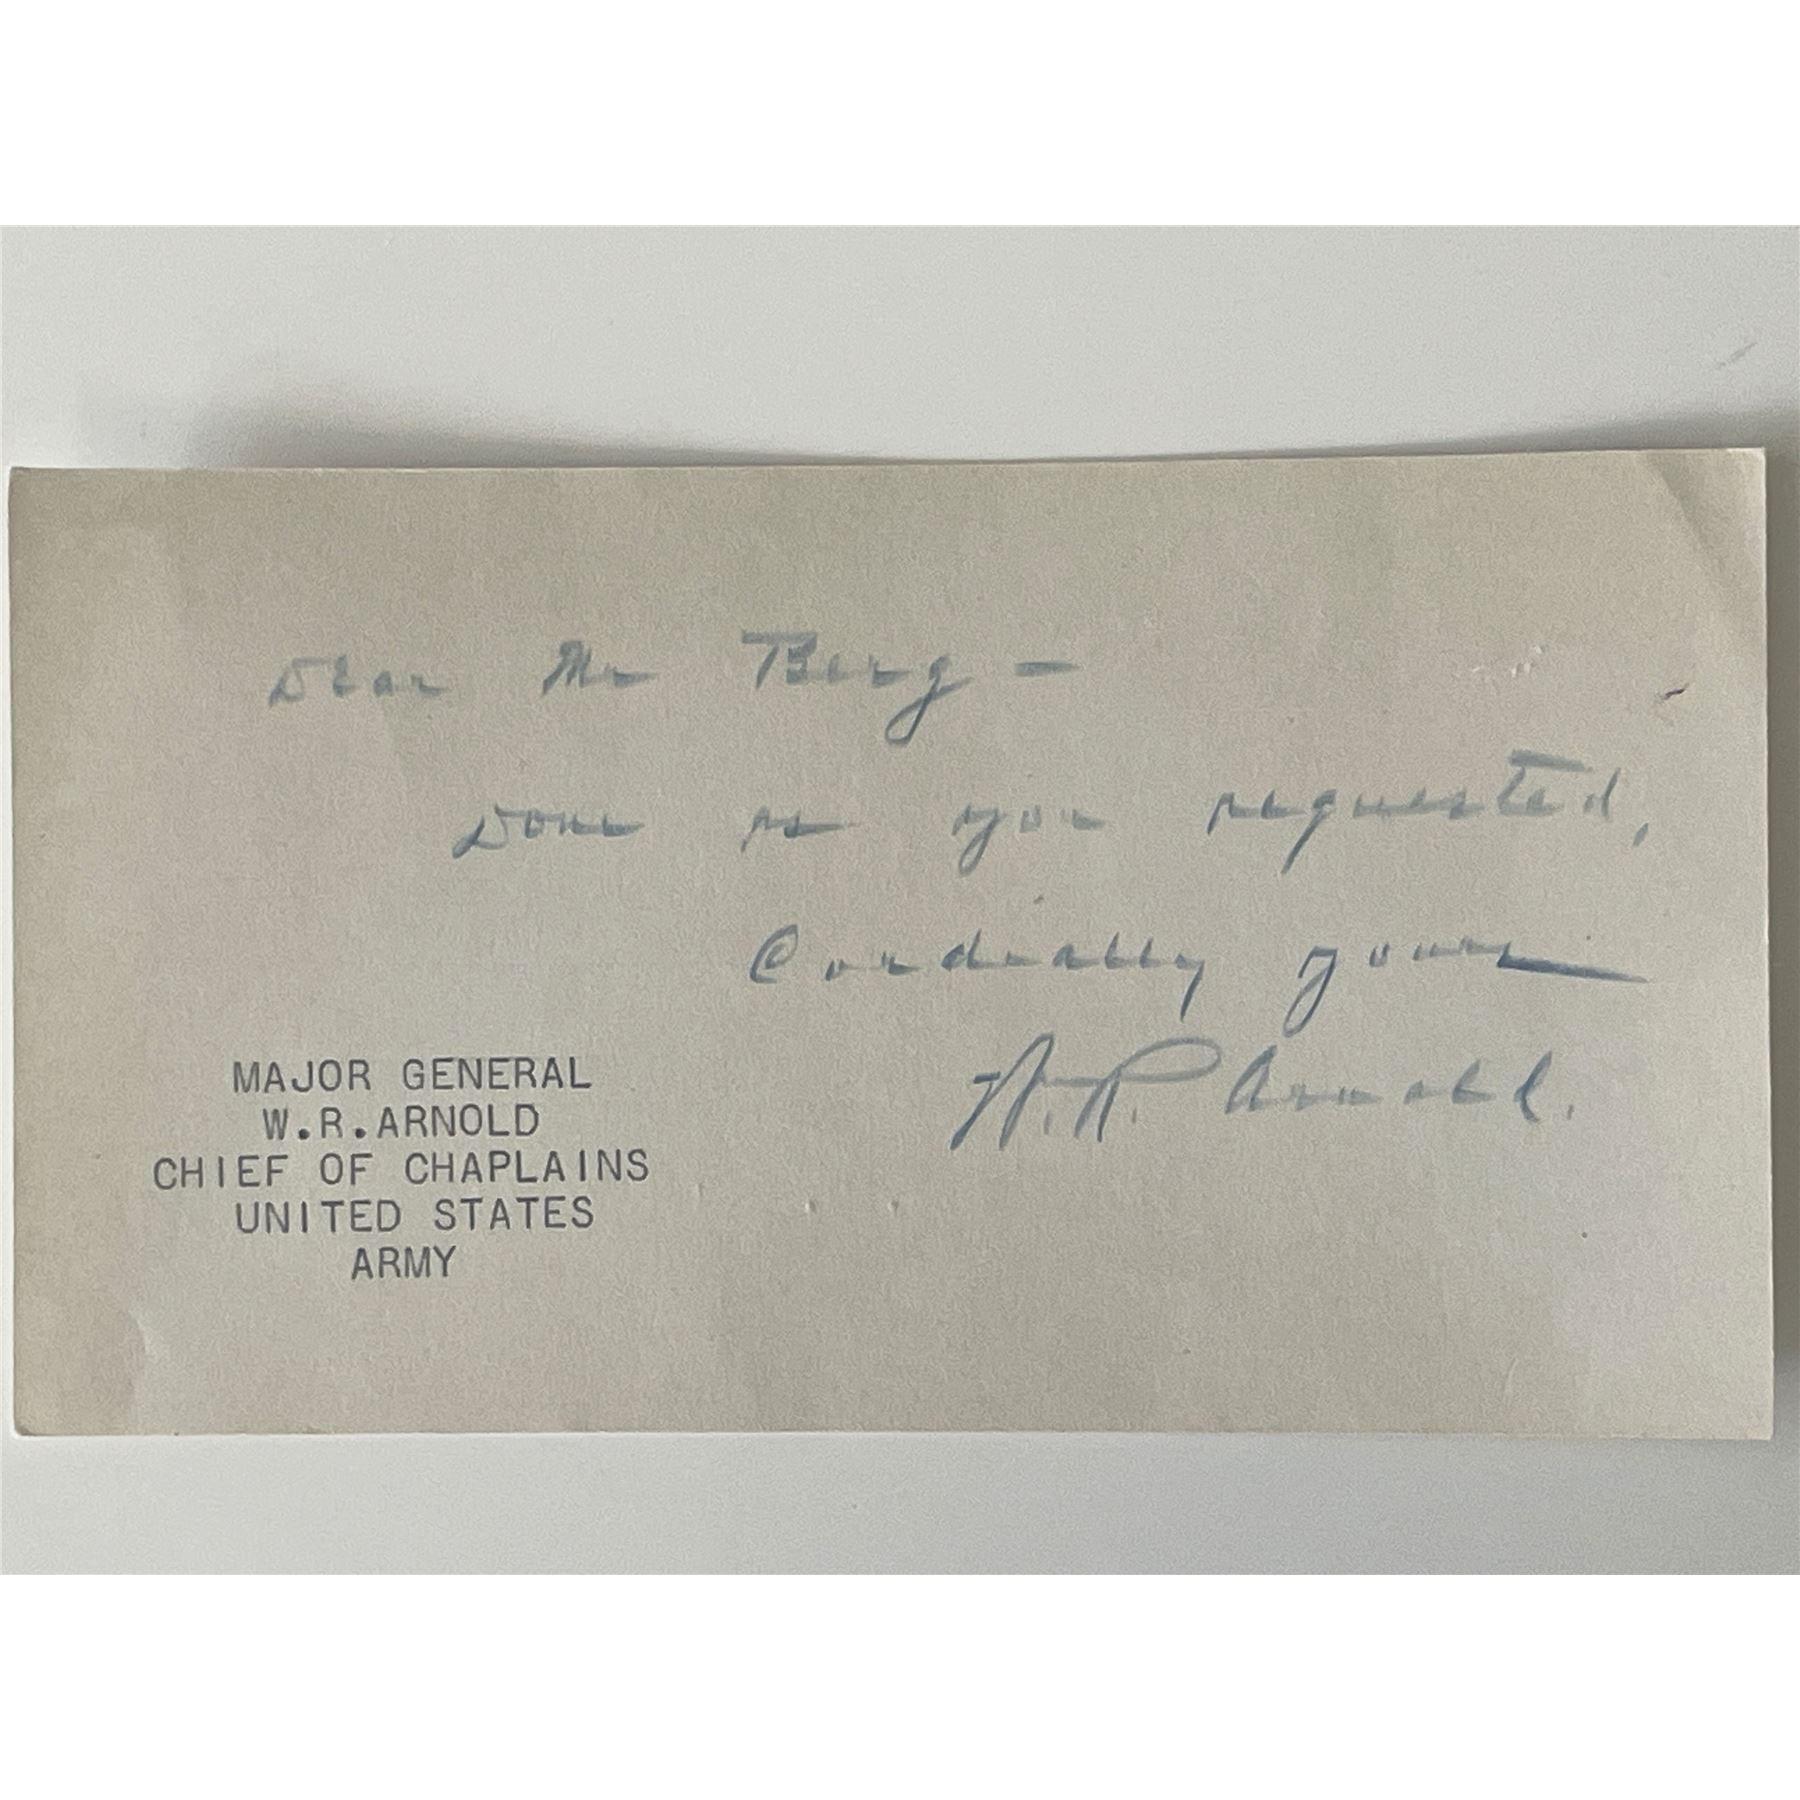 Dear Mr Berg —
Done as you requested,
Cordially yours
W. R. Arnold.
MAJOR GENERAL
W.R.ARNOLD
CHIEF OF CHAPLAINS
UNITED STATES
ARMY